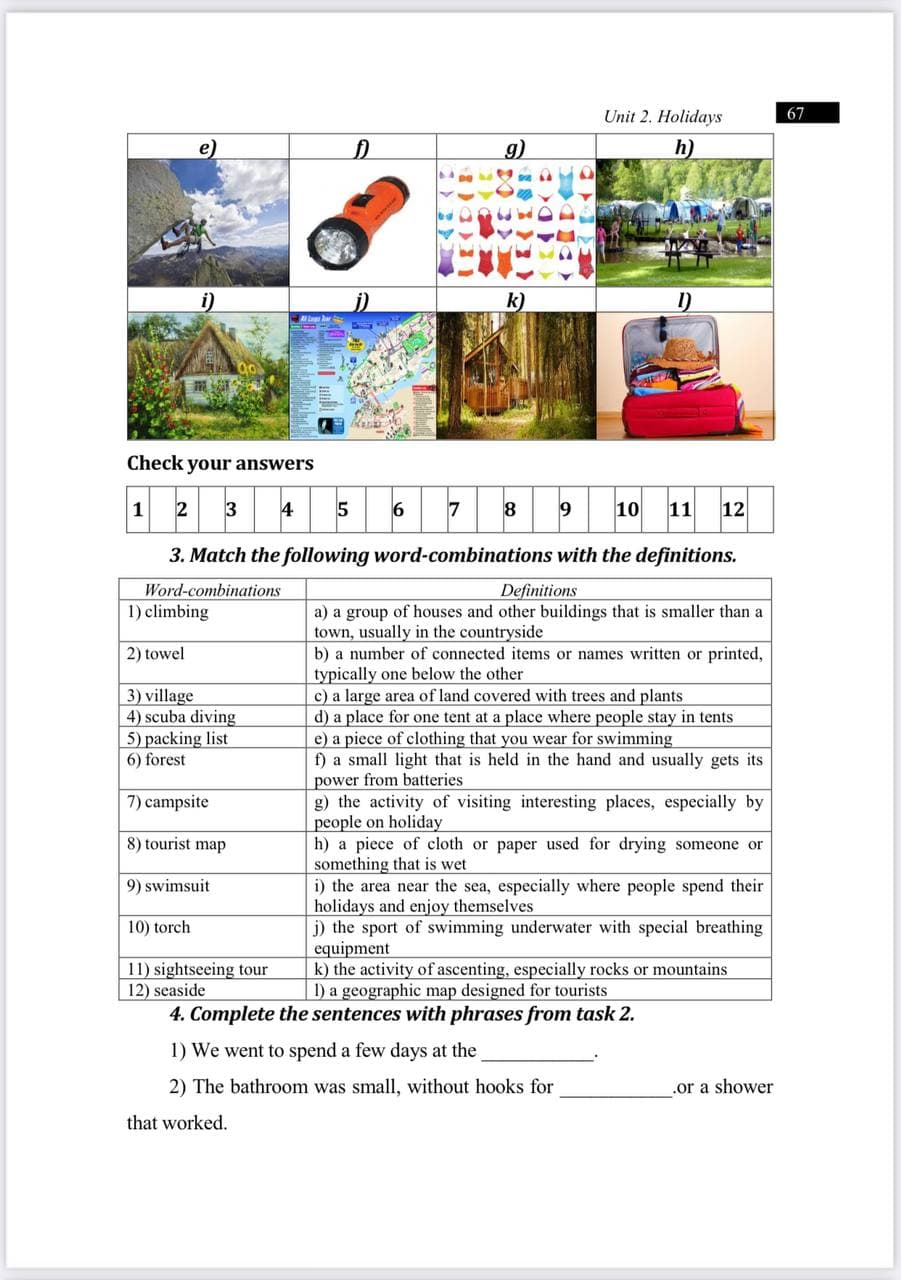 Unit 2. Holidays 67
e) f) g) h)
i) j) k) l)
All Loops Tour
Check your answers
1 2 3 4 5 6 7 8 9 10 11 12
3. Match the following word-combinations with the definitions.
Word-combinations Definitions
1) climbing a) a group of houses and other buildings that is smaller than a
town, usually in the countryside
2) towel b) a number of connected items or names written or printed,
typically one below the other
3) village c) a large area of land covered with trees and plants
4) scuba diving d) a place for one tent at a place where people stay in tents
5) packing list e) a piece of clothing that you wear for swimming
6) forest f) a small light that is held in the hand and usually gets its
power from batteries
7) campsite g) the activity of visiting interesting places, especially by
people on holiday
8) tourist map h) a piece of cloth or paper used for drying someone or
something that is wet
9) swimsuit i) the area near the sea, especially where people spend their
holidays and enjoy themselves
10) torch j) the sport of swimming underwater with special breathing
equipment
11) sightseeing tour k) the activity of ascenting, especially rocks or mountains
12) seaside l) a geographic map designed for tourists
4. Complete the sentences with phrases from task 2.
1) We went to spend a few days at the ____________.
2) The bathroom was small, without hooks for ____________.or a shower
that worked.